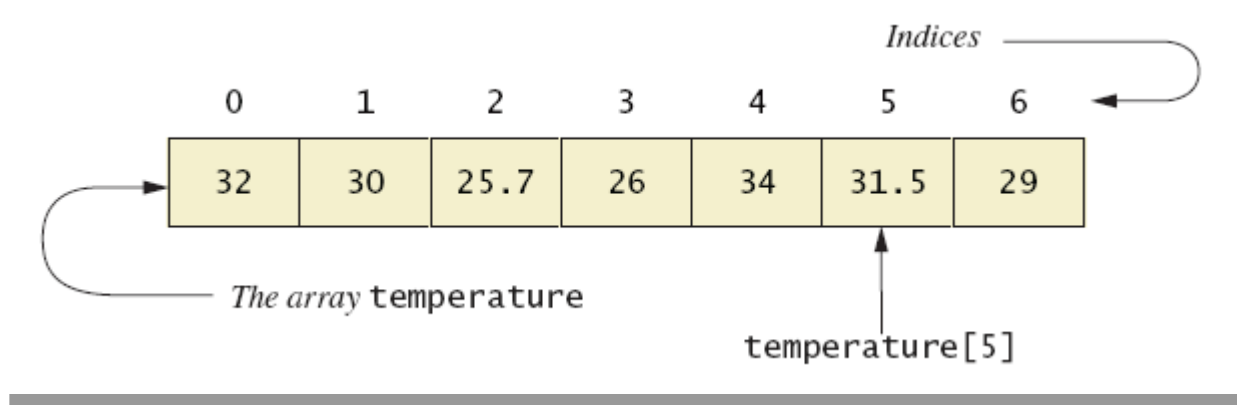 Indices
0 1 2 3 4 5 6
32 30 25.7 26 34 31.5 29
The array temperature
temperature[5]